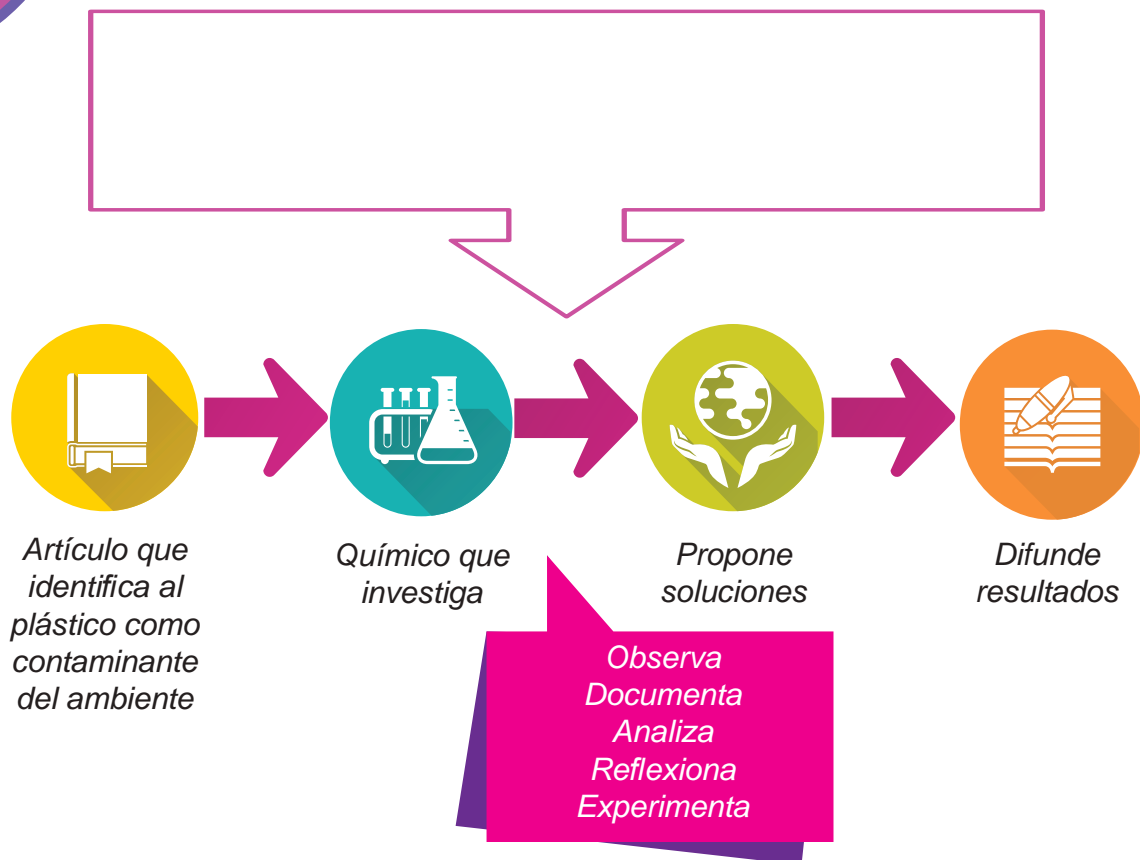 Artículo que
identifica al
plástico como
contaminante
del ambiente
Químico que
investiga
Propone
soluciones
Difunde
resultados
Observa
Documenta
Analiza
Reflexiona
Experimenta